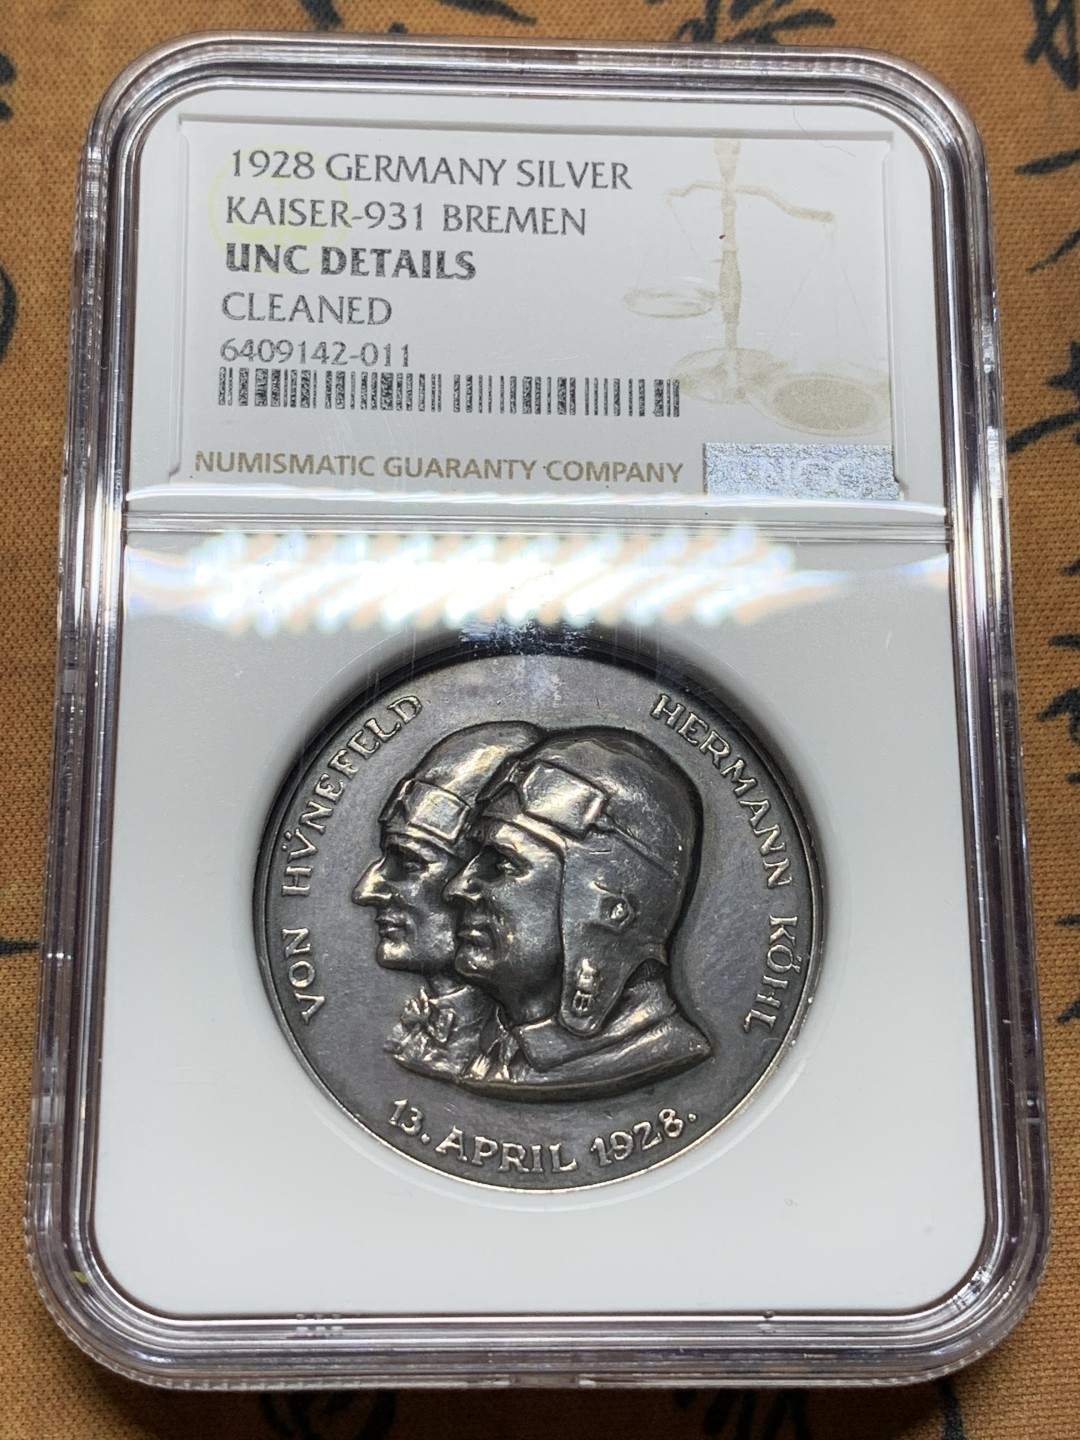 1928 GERMANY SILVER
KAISER-931 BREMEN
UNC DETAILS
CLEANED
6409142-011
NUMISMATIC GUARANTY COMPANY
NGC
VON HÜNEFELD
HERMANN KÖHL
13. APRIL 1928.